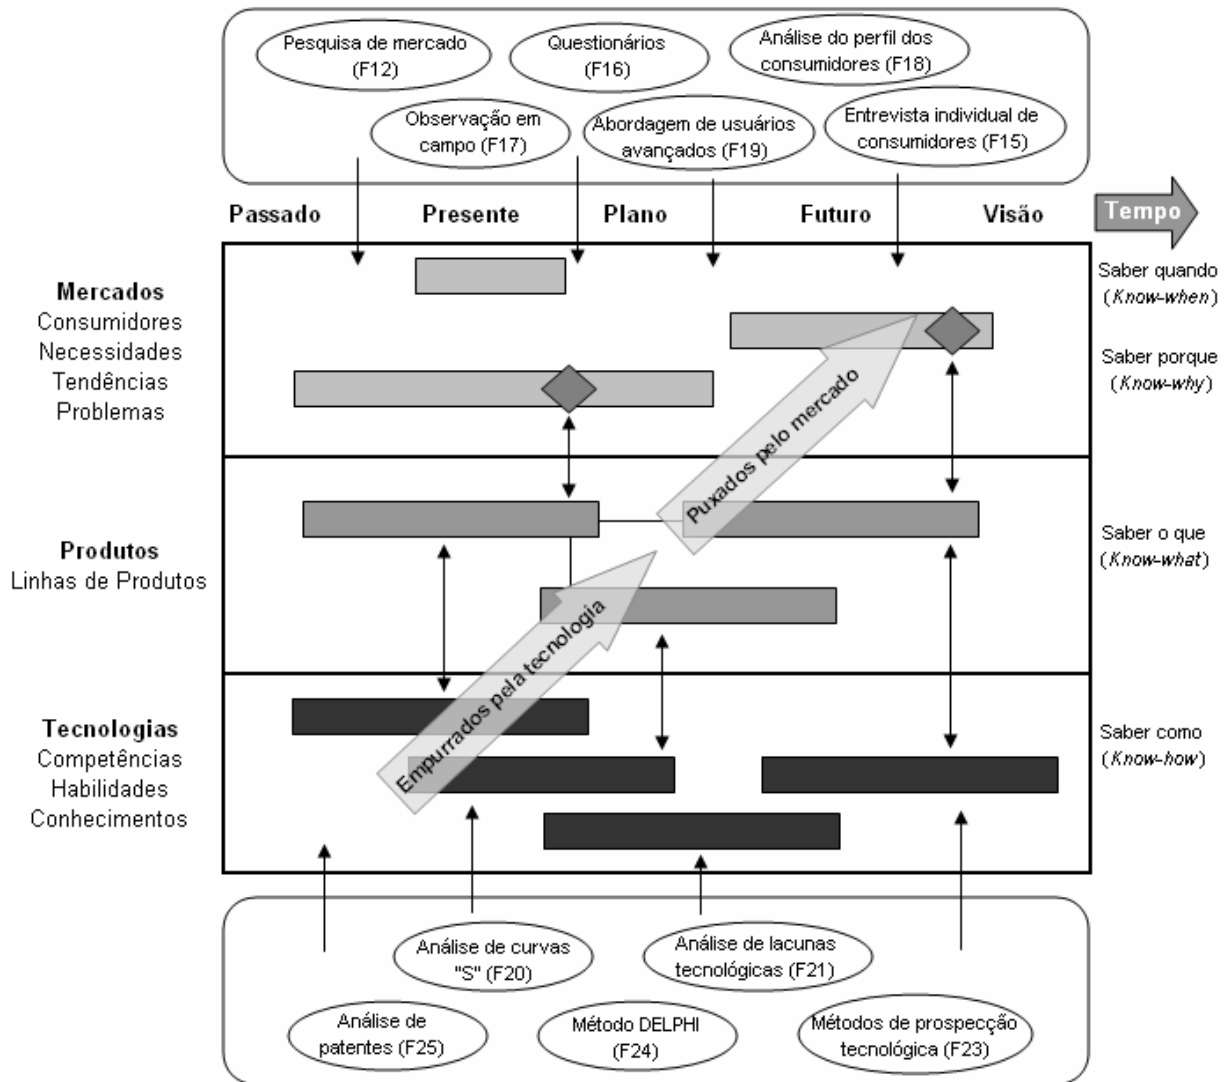 Pesquisa de mercado
(F12)
Questionários
(F16)
Análise do perfil dos
consumidores (F18)
Observação em
campo (F17)
Abordagem de usuários
avançados (F19)
Entrevista individual de
consumidores (F15)
Passado
Presente
Plano
Futuro
Visão
Tempo
Mercados
Consumidores
Necessidades
Tendências
Problemas
Saber quando
(Know-when)
Saber porque
(Know-why)
Puxados pelo mercado
Produtos
Linhas de Produtos
Saber o que
(Know-what)
Empurrados pela tecnologia
Tecnologias
Competências
Habilidades
Conhecimentos
Saber como
(Know-how)
Análise de curvas
"S" (F20)
Análise de lacunas
tecnológicas (F21)
Análise de
patentes (F25)
Método DELPHI
(F24)
Métodos de prospecção
tecnológica (F23)